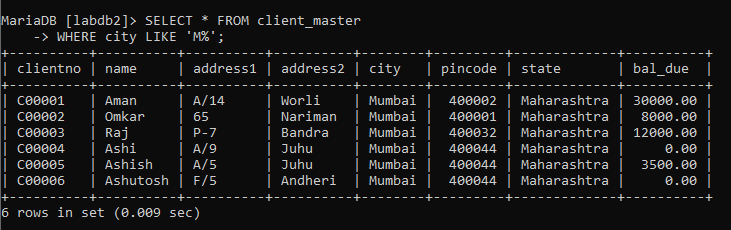 MariaDB [labdb2]> SELECT * FROM client_master
    -> WHERE city LIKE 'M%';
+----------+----------+----------+----------+--------+---------+-------------+----------+
| clientno | name     | address1 | address2 | city   | pincode | state       | bal_due  |
+----------+----------+----------+----------+--------+---------+-------------+----------+
| C00001   | Aman     | A/14     | Worli    | Mumbai |  400002 | Maharashtra | 30000.00 |
| C00002   | Omkar    | 65       | Nariman  | Mumbai |  400001 | Maharashtra |  8000.00 |
| C00003   | Raj      | P-7      | Bandra   | Mumbai |  400032 | Maharashtra | 12000.00 |
| C00004   | Ashi     | A/9      | Juhu     | Mumbai |  400044 | Maharashtra |     0.00 |
| C00005   | Ashish   | A/5      | Juhu     | Mumbai |  400044 | Maharashtra |  3500.00 |
| C00006   | Ashutosh | F/5      | Andheri  | Mumbai |  400044 | Maharashtra |     0.00 |
+----------+----------+----------+----------+--------+---------+-------------+----------+
6 rows in set (0.009 sec)